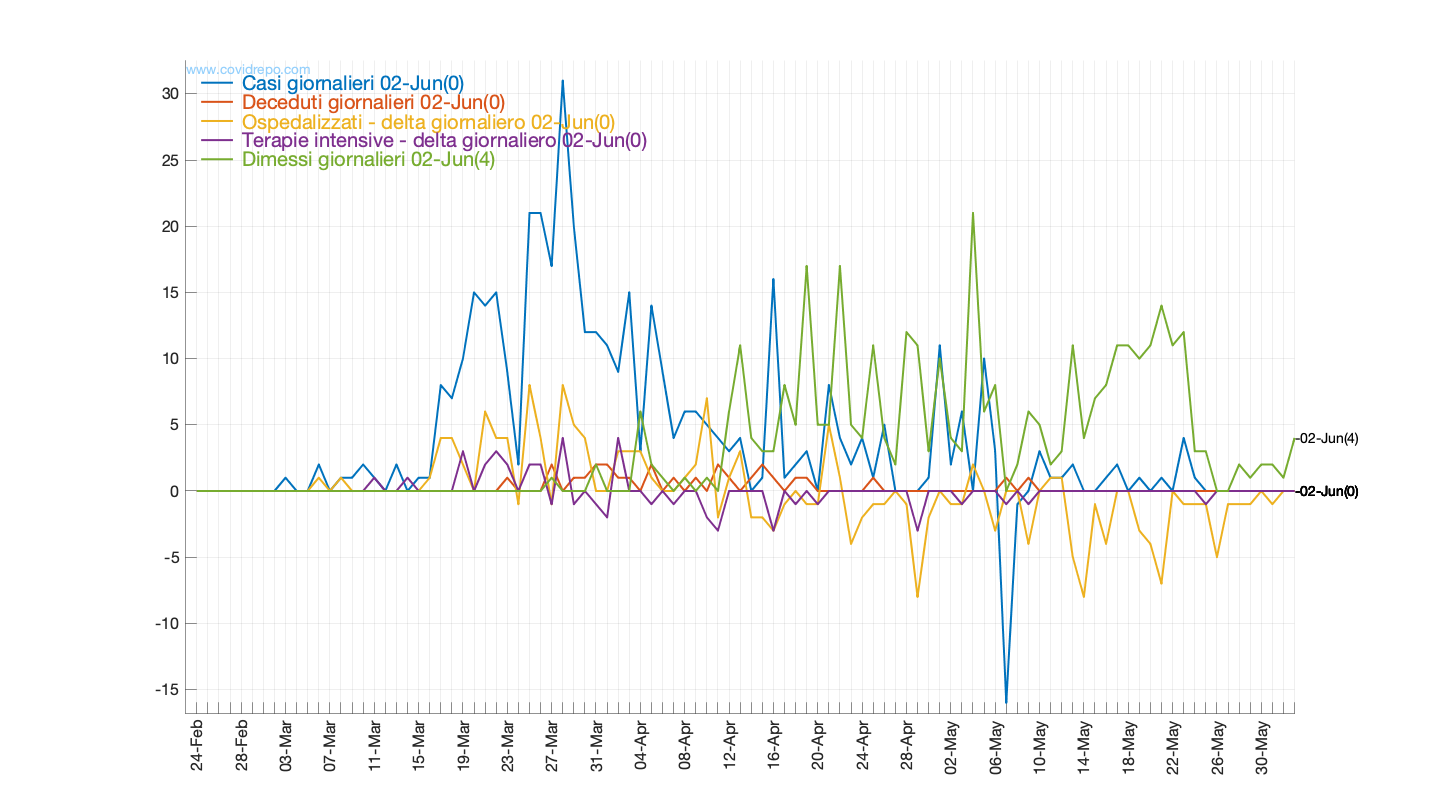 www.covidrepo.com
Casi giornalieri 02-Jun(0)
Deceduti giornalieri 02-Jun(0)
Ospedalizzati - delta giornaliero 02-Jun(0)
Terapie intensive - delta giornaliero 02-Jun(0)
Dimessi giornalieri 02-Jun(4)
30
25
20
15
10
5
0
-5
-10
-15
-02-Jun(4)
-02-Jun(0)
24-Feb
28-Feb
03-Mar
07-Mar
11-Mar
15-Mar
19-Mar
23-Mar
27-Mar
31-Mar
04-Apr
08-Apr
12-Apr
16-Apr
20-Apr
24-Apr
28-Apr
02-May
06-May
10-May
14-May
18-May
22-May
26-May
30-May